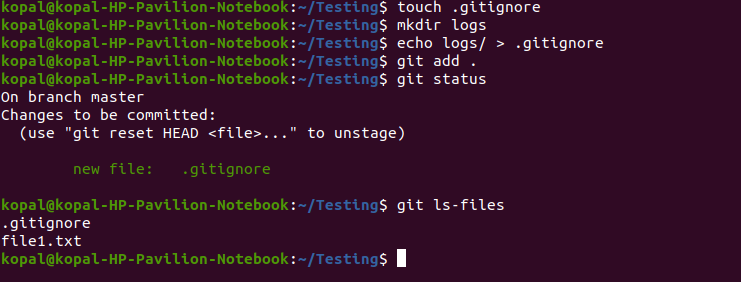 kopal@kopal-HP-Pavilion-Notebook:~/Testing$ touch .gitignore
kopal@kopal-HP-Pavilion-Notebook:~/Testing$ mkdir logs
kopal@kopal-HP-Pavilion-Notebook:~/Testing$ echo logs/ > .gitignore
kopal@kopal-HP-Pavilion-Notebook:~/Testing$ git add .
kopal@kopal-HP-Pavilion-Notebook:~/Testing$ git status
On branch master
Changes to be committed:
  (use "git reset HEAD <file>..." to unstage)

        new file:   .gitignore

kopal@kopal-HP-Pavilion-Notebook:~/Testing$ git ls-files
.gitignore
file1.txt
kopal@kopal-HP-Pavilion-Notebook:~/Testing$